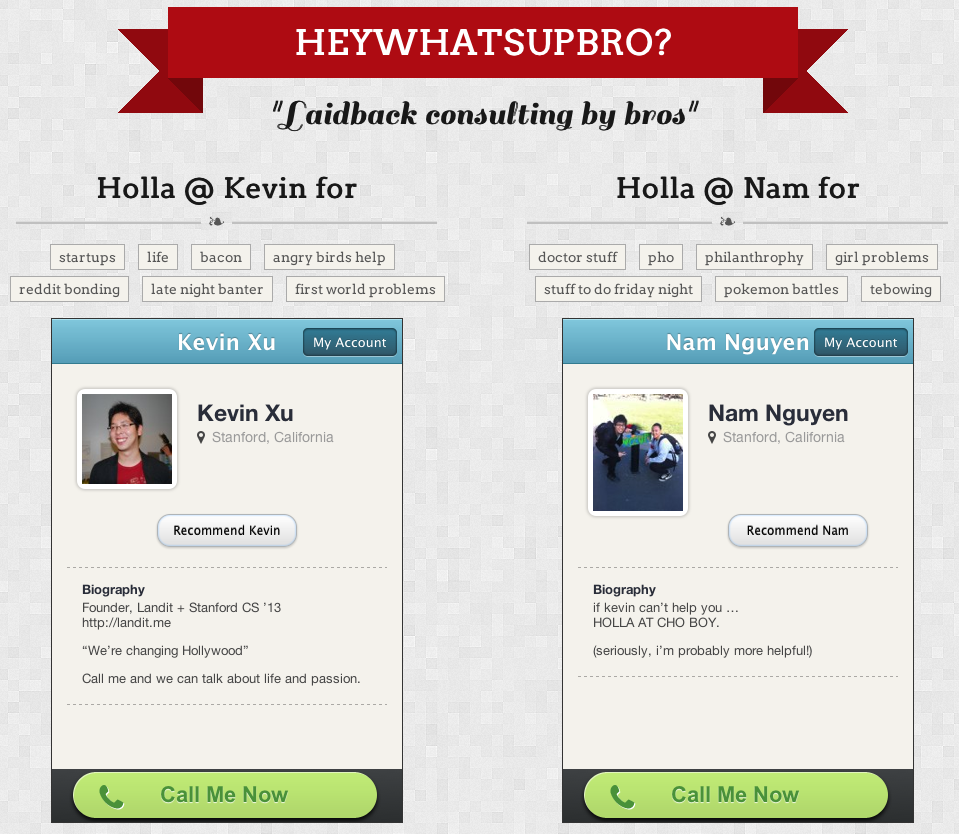 HEYWHATSUPBRO?
"Laidback consulting by bros"
Holla @ Kevin for
startups life bacon angry birds help
reddit bonding late night banter first world problems
Kevin Xu My Account
Kevin Xu
Stanford, California
Recommend Kevin
Biography
Founder, Landit + Stanford CS ’13
http://landit.me
“We’re changing Hollywood”
Call me and we can talk about life and passion.
Call Me Now
Holla @ Nam for
doctor stuff pho philanthrophy girl problems
stuff to do friday night pokemon battles tebowing
Nam Nguyen My Account
Nam Nguyen
Stanford, California
Recommend Nam
Biography
if kevin can’t help you …
HOLLA AT CHO BOY.
(seriously, i’m probably more helpful!)
Call Me Now